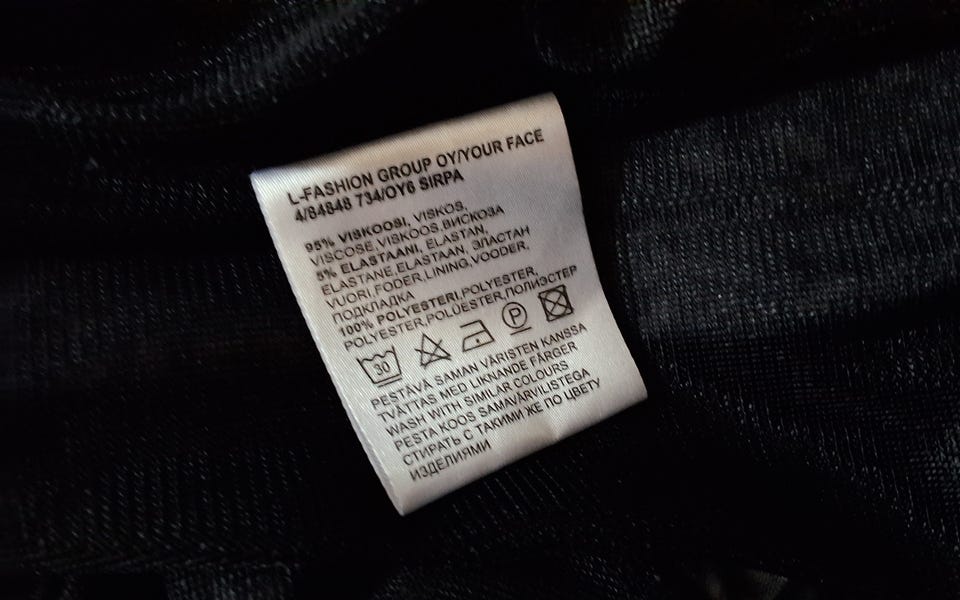 L-FASHION GROUP OY/YOUR FACE
4/84848 734/OY6 SIRPA
95% VISKOOSI, VISKOS,
VISCOSE,VISKOOS,ВИСКОЗА
5% ELASTAANI, ELASTAN,
ELASTANE,ELASTAAN, ЭЛАСТАН
VUORI,FODER,LINING,VOODER,
ПОДКЛАДКА
100% POLYESTERI,POLYESTER,
POLYESTER,POLÜESTER,ПОЛИЭСТЕР
30 P
PESTÄVÄ SAMAN VÄRISTEN KANSSA
TVÄTTAS MED LIKNANDE FÄRGER
WASH WITH SIMILAR COLOURS
PESTA KOOS SAMAVÄRVILISTEGA
СТИРАТЬ С ТАКИМИ ЖЕ ПО ЦВЕТУ
ИЗДЕЛИЯМИ